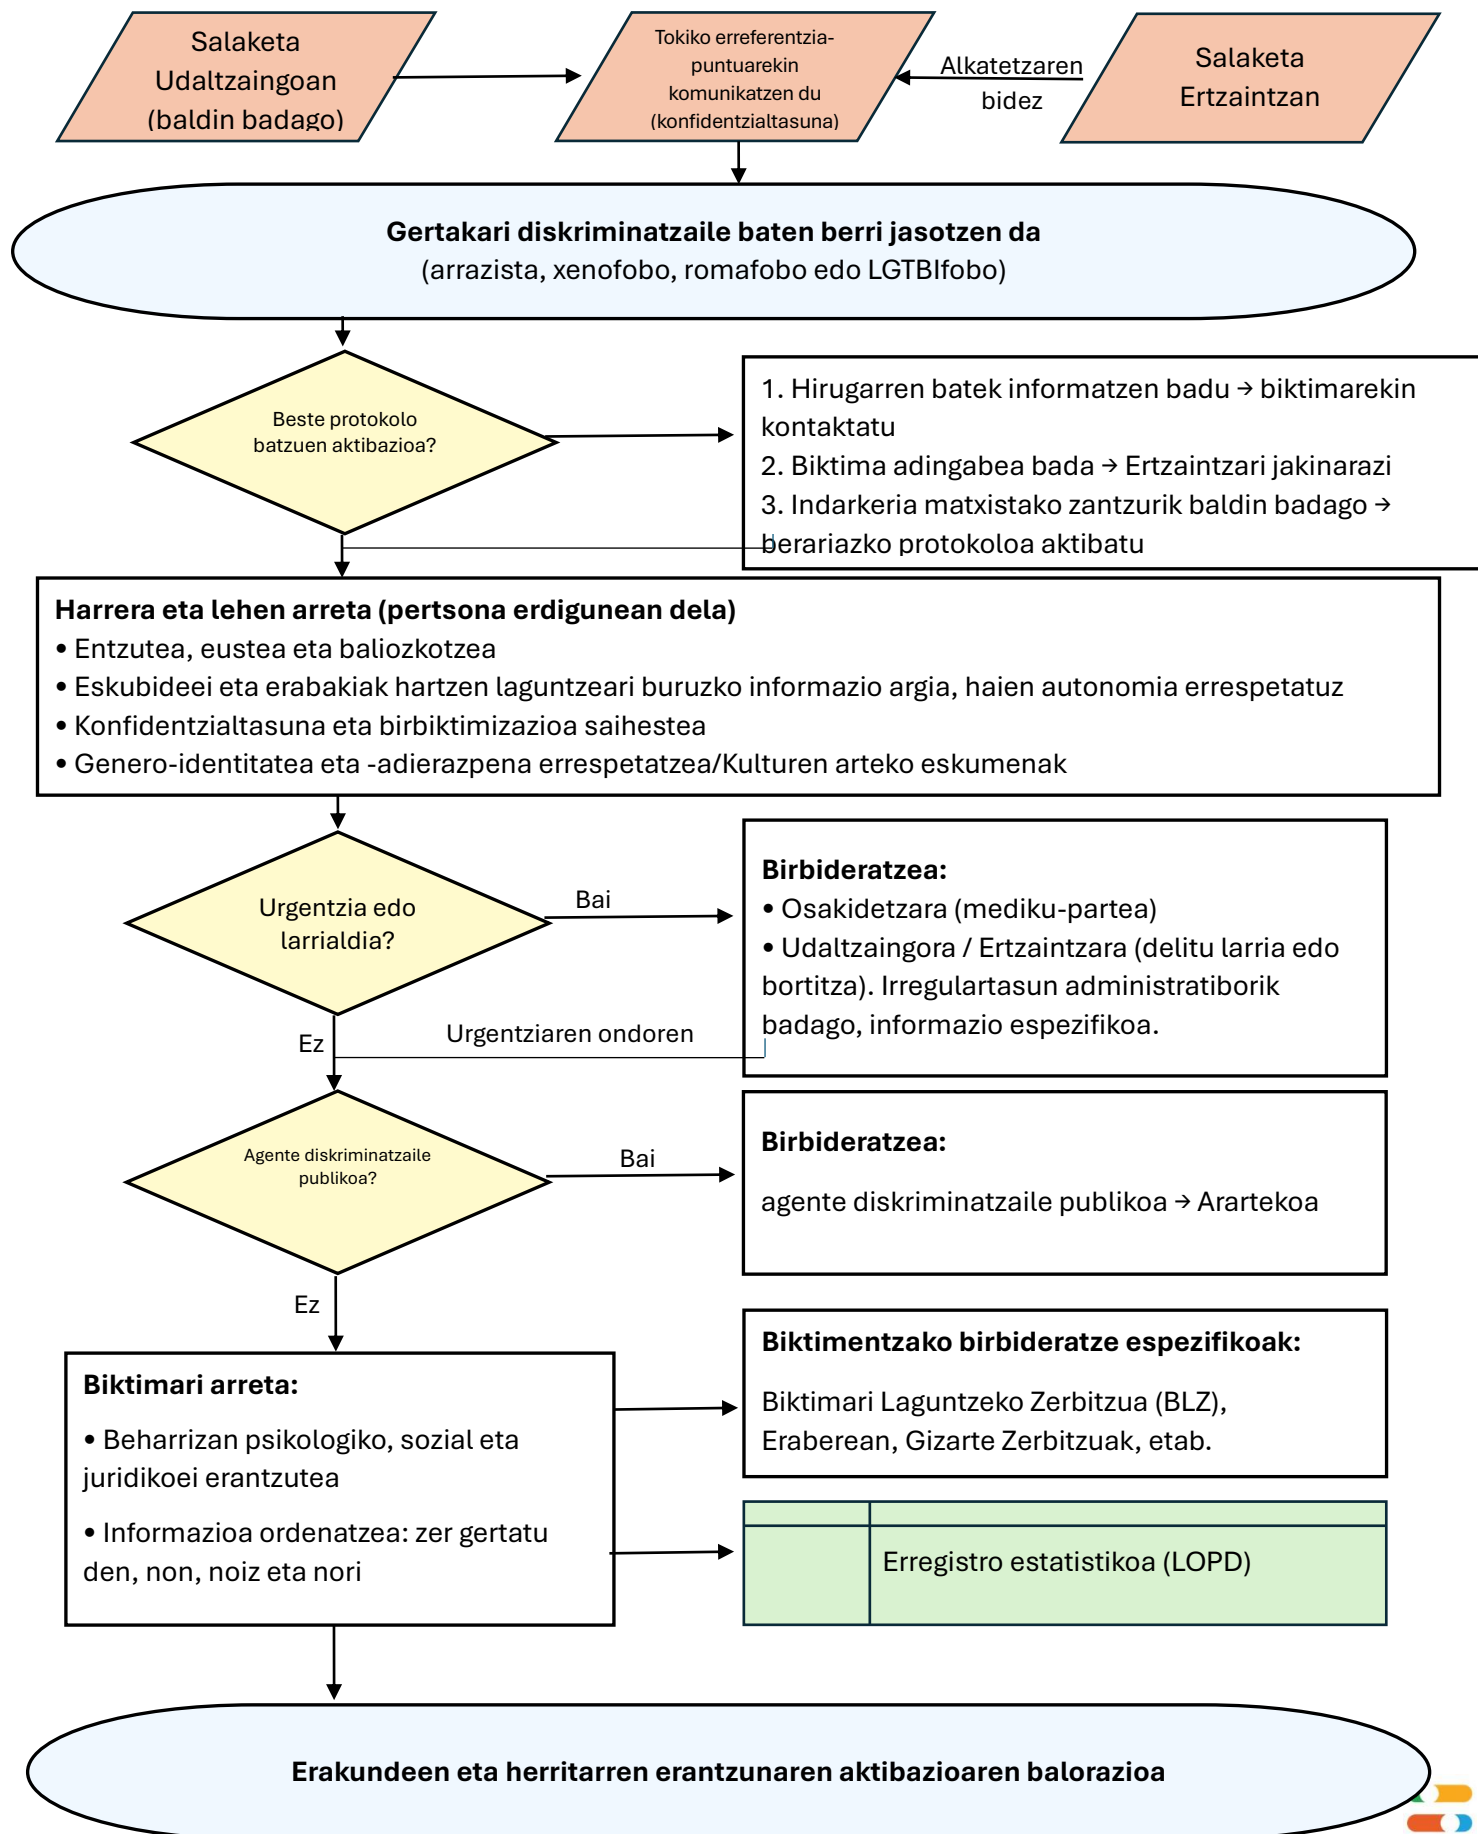 Salaketa
Udaltzaingoan
(baldin badago)
Tokiko erreferentzia-
puntuarekin
komunikatzen du
(konfidentzialtasuna)
Alkatetzaren
bidez
Salaketa
Ertzaintzan
Gertakari diskriminatzaile baten berri jasotzen da
(arrazista, xenofobo, romafobo edo LGTBIfobo)
Beste protokolo
batzuen aktibazioa?
1. Hirugarren batek informatzen badu → biktimarekin
kontaktatu
2. Biktima adingabea bada → Ertzaintzari jakinarazi
3. Indarkeria matxistako zantzurik baldin badago →
berariazko protokoloa aktibatu
Harrera eta lehen arreta (pertsona erdigunean dela)
• Entzutea, eustea eta baliozkotzea
• Eskubideei eta erabakiak hartzen laguntzeari buruzko informazio argia, haien autonomia errespetatuz
• Konfidentzialtasuna eta birbiktimizazioa saihestea
• Genero-identitatea eta -adierazpena errespetatzea/Kulturen arteko eskumenak
Urgentzia edo
larrialdia?
Bai
Birbideratzea:
• Osakidetzara (mediku-partea)
• Udaltzaingora / Ertzaintzara (delitu larria edo
bortitza). Irregulartasun administratiborik
badago, informazio espezifikoa.
Ez
Urgentziaren ondoren
Agente diskriminatzaile
publikoa?
Bai
Birbideratzea:
agente diskriminatzaile publikoa → Arartekoa
Ez
Biktimari arreta:
• Beharrizan psikologiko, sozial eta
juridikoei erantzutea
• Informazioa ordenatzea: zer gertatu
den, non, noiz eta nori
Biktimentzako birbideratze espezifikoak:
Biktimari Laguntzeko Zerbitzua (BLZ),
Eraberean, Gizarte Zerbitzuak, etab.
Erregistro estatistikoa (LOPD)
Erakundeen eta herritarren erantzunaren aktibazioaren balorazioa